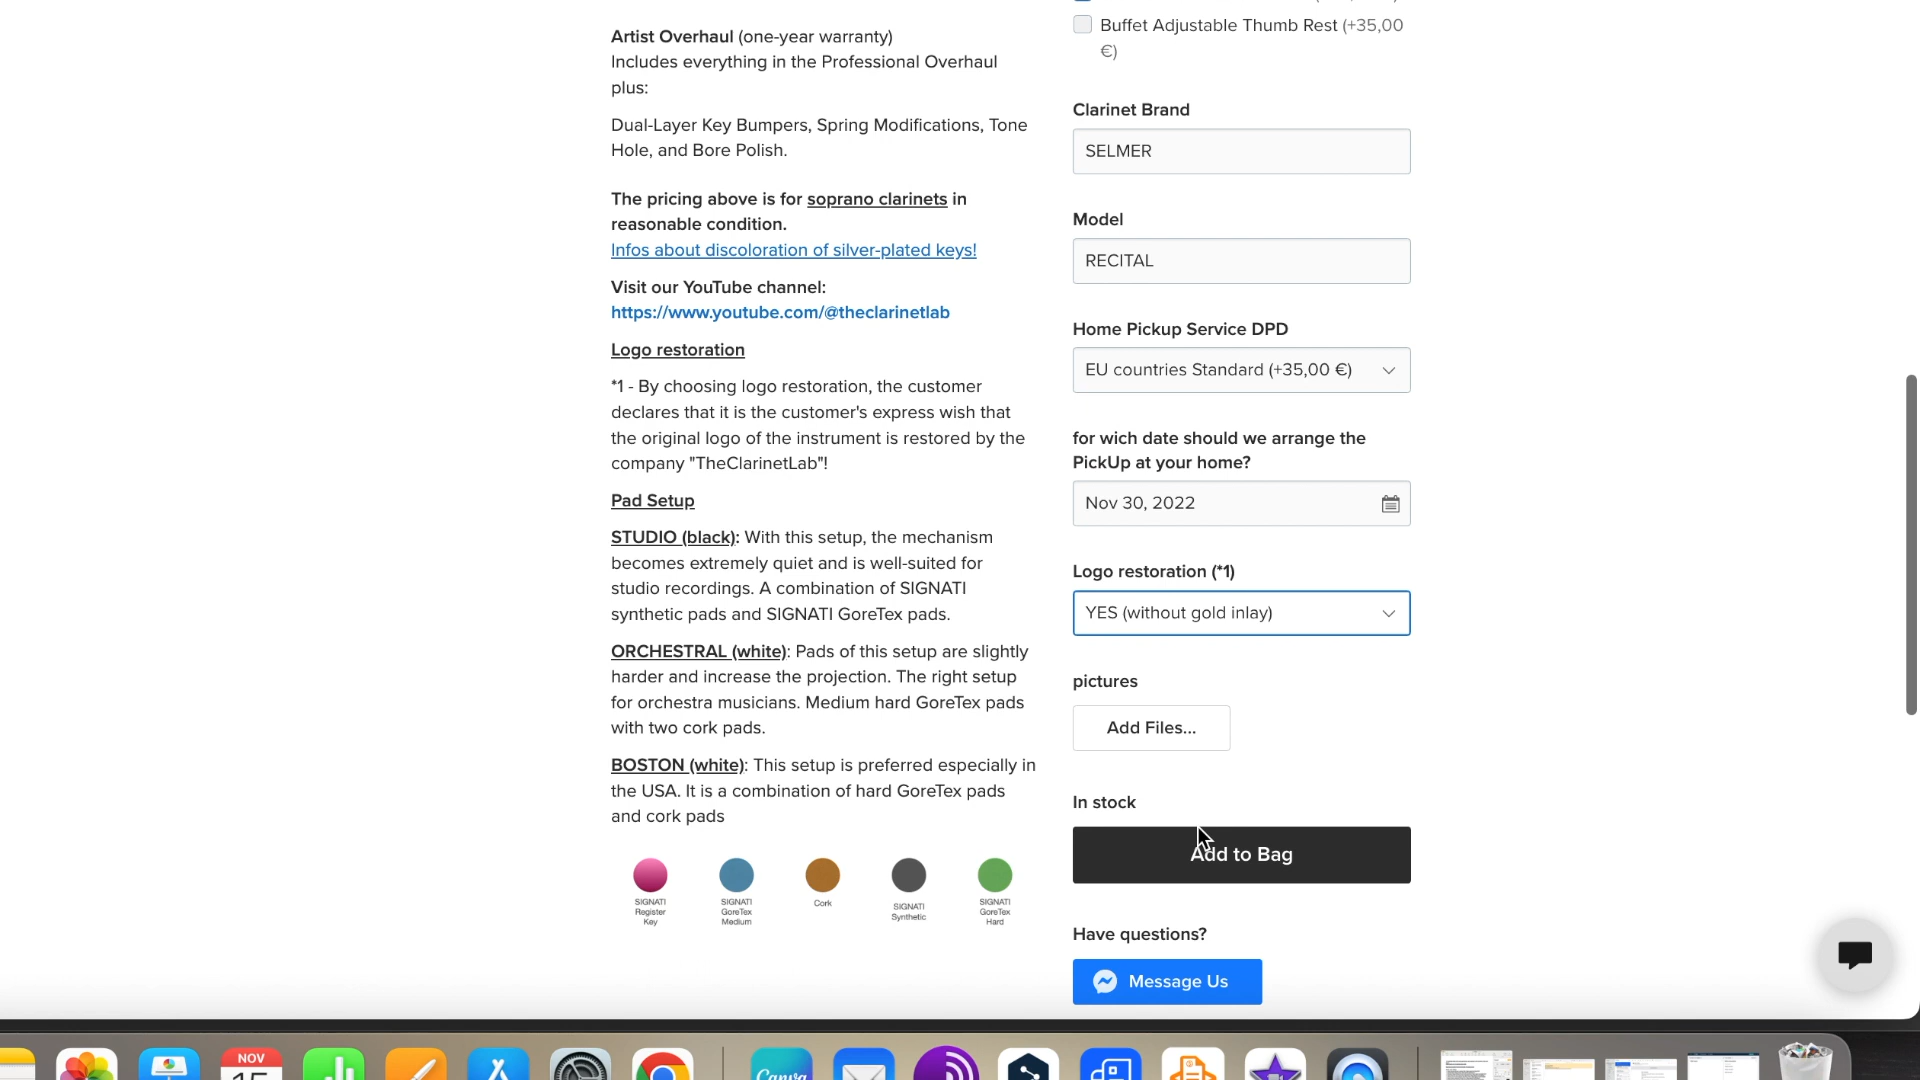 Artist Overhaul (one-year warranty)
Includes everything in the Professional Overhaul
plus:
Dual-Layer Key Bumpers, Spring Modifications, Tone
Hole, and Bore Polish.
The pricing above is for soprano clarinets in
reasonable condition.
Infos about discoloration of silver-plated keys!
Visit our YouTube channel:
https://www.youtube.com/@theclarinetlab
Logo restoration
*1 - By choosing logo restoration, the customer
declares that it is the customer's express wish that
the original logo of the instrument is restored by the
company "TheClarinetLab"!
Pad Setup
STUDIO (black): With this setup, the mechanism
becomes extremely quiet and is well-suited for
studio recordings. A combination of SIGNATI
synthetic pads and SIGNATI GoreTex pads.
ORCHESTRAL (white): Pads of this setup are slightly
harder and increase the projection. The right setup
for orchestra musicians. Medium hard GoreTex pads
with two cork pads.
BOSTON (white): This setup is preferred especially in
the USA. It is a combination of hard GoreTex pads
and cork pads
SIGNATI
Register
Key
SIGNATI
GoreTex
Medium
Cork
SIGNATI
Synthetic
SIGNATI
GoreTex
Hard
Buffet Adjustable Thumb Rest (+35,00
€)
Clarinet Brand
SELMER
Model
RECITAL
Home Pickup Service DPD
EU countries Standard (+35,00 €)
for wich date should we arrange the
PickUp at your home?
Nov 30, 2022
Logo restoration (*1)
YES (without gold inlay)
pictures
Add Files...
In stock
Add to Bag
Have questions?
Message Us
NOV
15
Canva